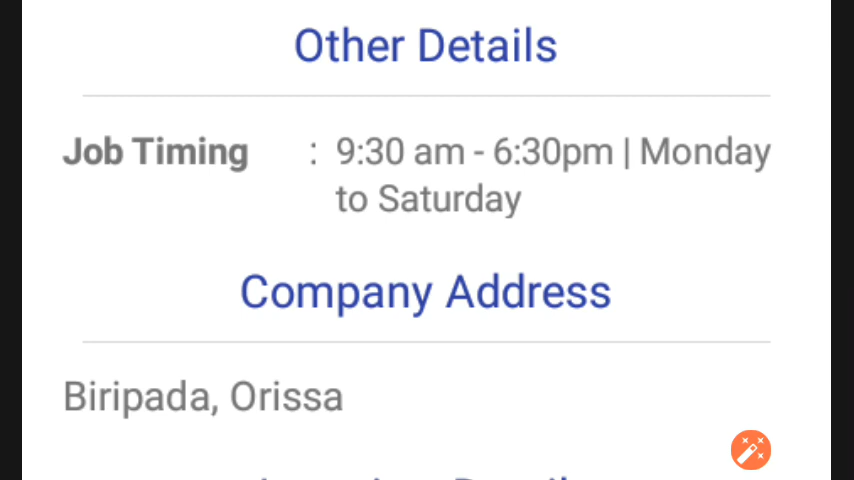 Other Details
Job Timing : 9:30 am - 6:30pm | Monday
to Saturday
Company Address
Biripada, Orissa